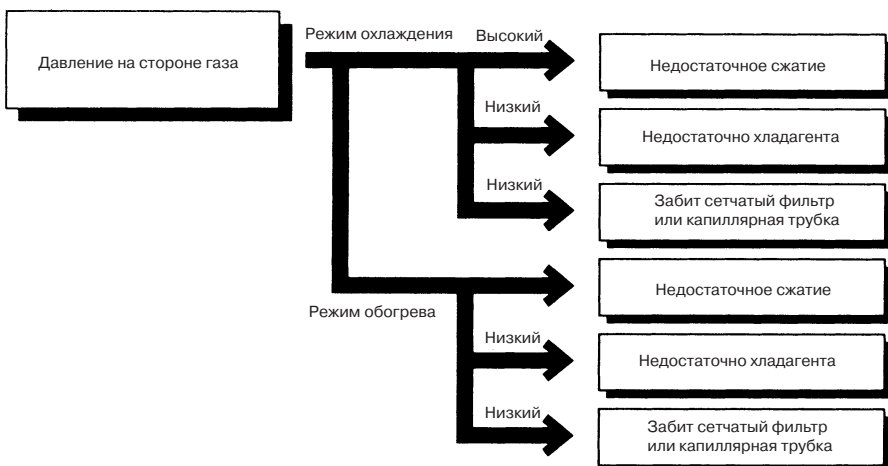 Давление на стороне газа
Режим охлаждения
Высокий
Недостаточное сжатие
Низкий
Недостаточно хладагента
Низкий
Забит сетчатый фильтр
или капиллярная трубка
Режим обогрева
Недостаточное сжатие
Низкий
Недостаточно хладагента
Низкий
Забит сетчатый фильтр
или капиллярная трубка